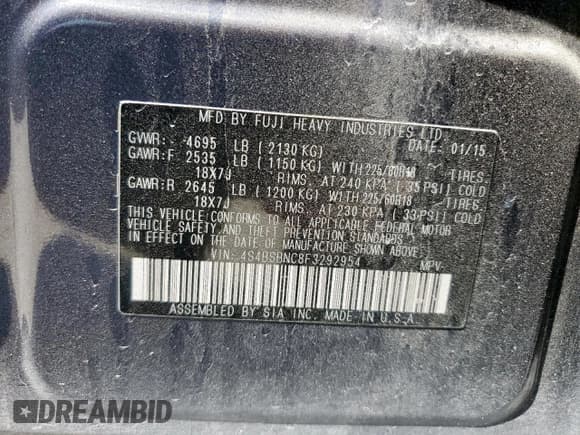 MFD BY FUJI HEAVY INDUSTRIES LTD.
GVWR: 4695 LB (2130 KG) DATE: 01/15
GAWR:F 2535 LB (1150 KG) WITH 225/60R18 TIRES.
18X7J RIMS. AT 240 KPA (35 PSI) COLD
GAWR:R 2645 LB (1200 KG) WITH 225/60R18 TIRES.
18X7J RIMS. AT 230 KPA (33 PSI) COLD
THIS VEHICLE CONFORMS TO ALL APPLICABLE FEDERAL MOTOR
VEHICLE SAFETY AND THEFT PREVENTION STANDARDS
IN EFFECT ON THE DATE OF MANUFACTURE SHOWN ABOVE.
VIN: 4S4BSBNC8F3292954 MPV
ASSEMBLED BY SIA INC. MADE IN U.S.A.
DREAMBID